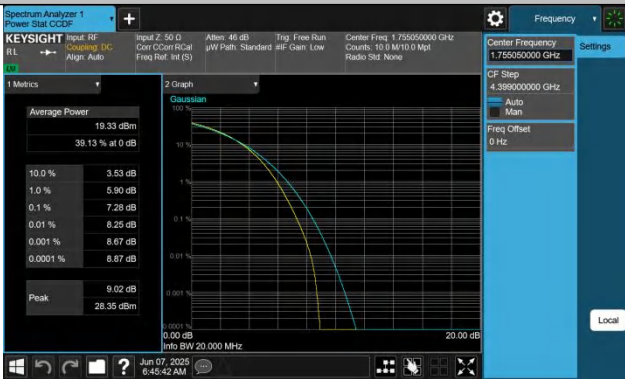 Spectrum Analyzer 1
Power Stat CCDF
Frequency
KEYSIGHT
Input: RF
Input Z: 50 Ω
Atten: 46 dB
Trig: Free Run
Center Freq: 1.755050000 GHz
RL
Coupling: DC
Corr CCorr RCal
µW Path: Standard
#IF Gain: Low
Counts: 10.0 M/10.0 Mpt
Align: Auto
Freq Ref: Int (S)
Radio Std: None
Center Frequency
1.755050000 GHz
Settings
CF Step
4.399000000 GHz
Auto
Man
Freq Offset
0 Hz
1 Metrics
Average Power
19.33 dBm
39.13 % at 0 dB
10.0 % 3.53 dB
1.0 % 5.90 dB
0.1 % 7.28 dB
0.01 % 8.25 dB
0.001 % 8.67 dB
0.0001 % 8.87 dB
Peak
9.02 dB
28.35 dBm
2 Graph
Gaussian
100 %
10 %
1 %
0.1 %
0.01 %
0.001 %
0.0001 %
0.00 dB
20.00 dB
Info BW 20.000 MHz
Local
Jun 07, 2025
6:45:42 AM